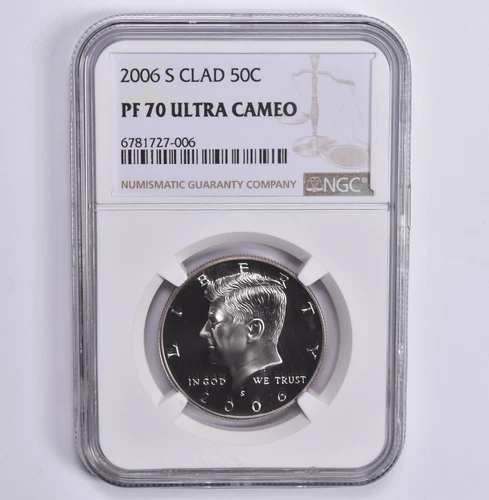 2006 S CLAD 50C
PF 70 ULTRA CAMEO
6781727-006
NUMISMATIC GUARANTY COMPANY
NGC
LIBERTY
IN GOD WE TRUST
S
2006